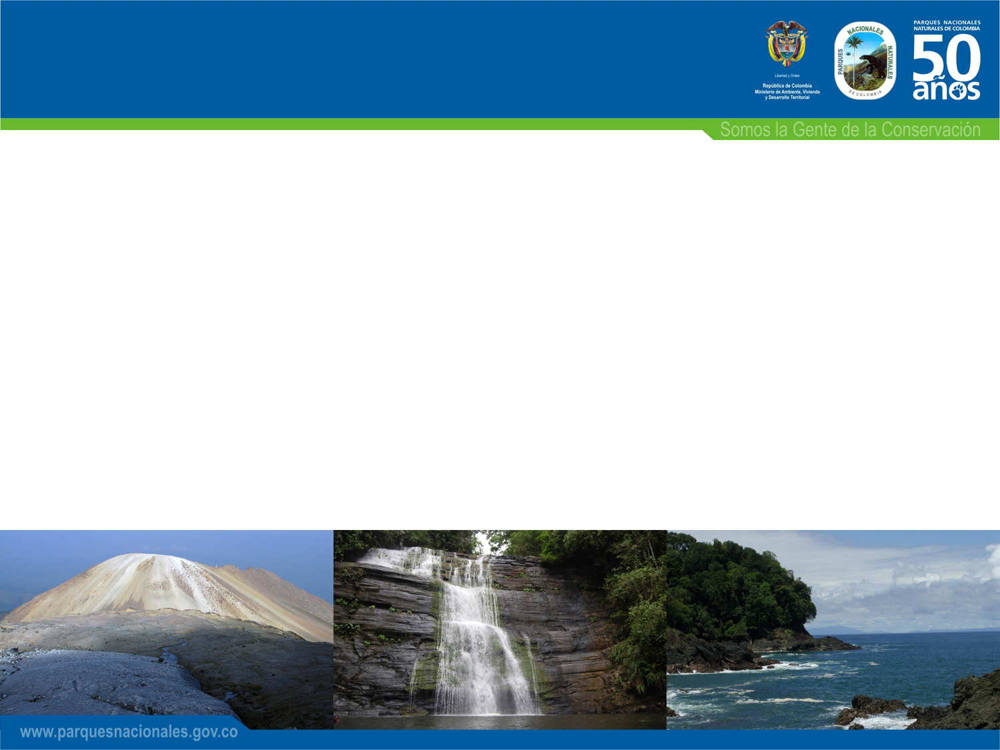 Libertad y Orden
República de Colombia
Ministerio de Ambiente, Vivienda
y Desarrollo Territorial
PARQUES NACIONALES NATURALES
DE COLOMBIA
PARQUES NACIONALES
NATURALES DE COLOMBIA
50
años
Somos la Gente de la Conservación
www.parquesnacionales.gov.co